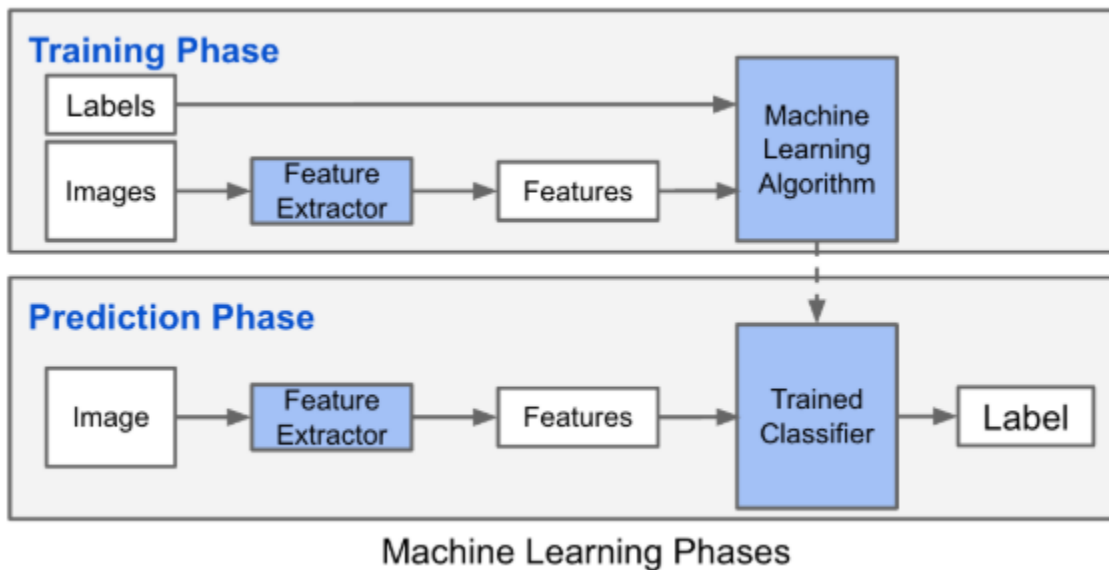 Training Phase
Labels
Machine
Learning
Algorithm
Images
Feature
Extractor
Features
Prediction Phase
Image
Feature
Extractor
Features
Trained
Classifier
Label
Machine Learning Phases